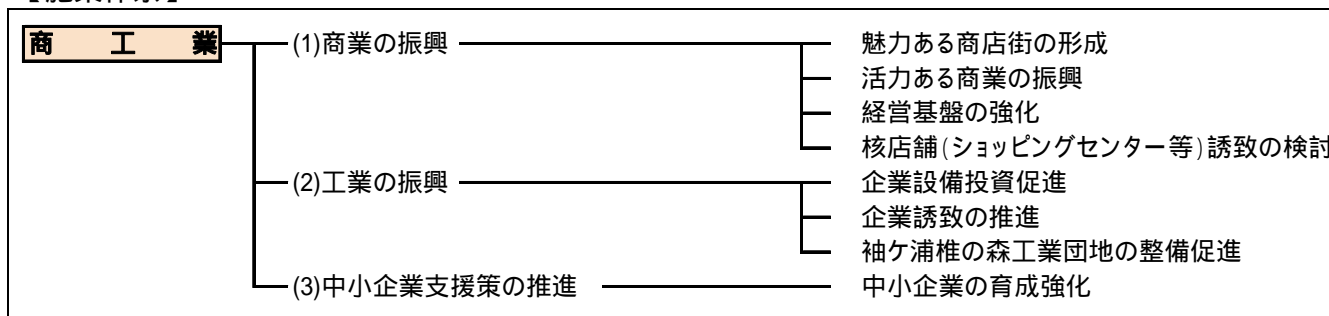 商 工 業 (1)商業の振興 魅力ある商店街の形成
活力ある商業の振興
経営基盤の強化
核店舗(ショッピングセンター等)誘致の検討
(2)工業の振興 企業設備投資促進
企業誘致の推進
袖ケ浦椎の森工業団地の整備促進
(3)中小企業支援策の推進 中小企業の育成強化